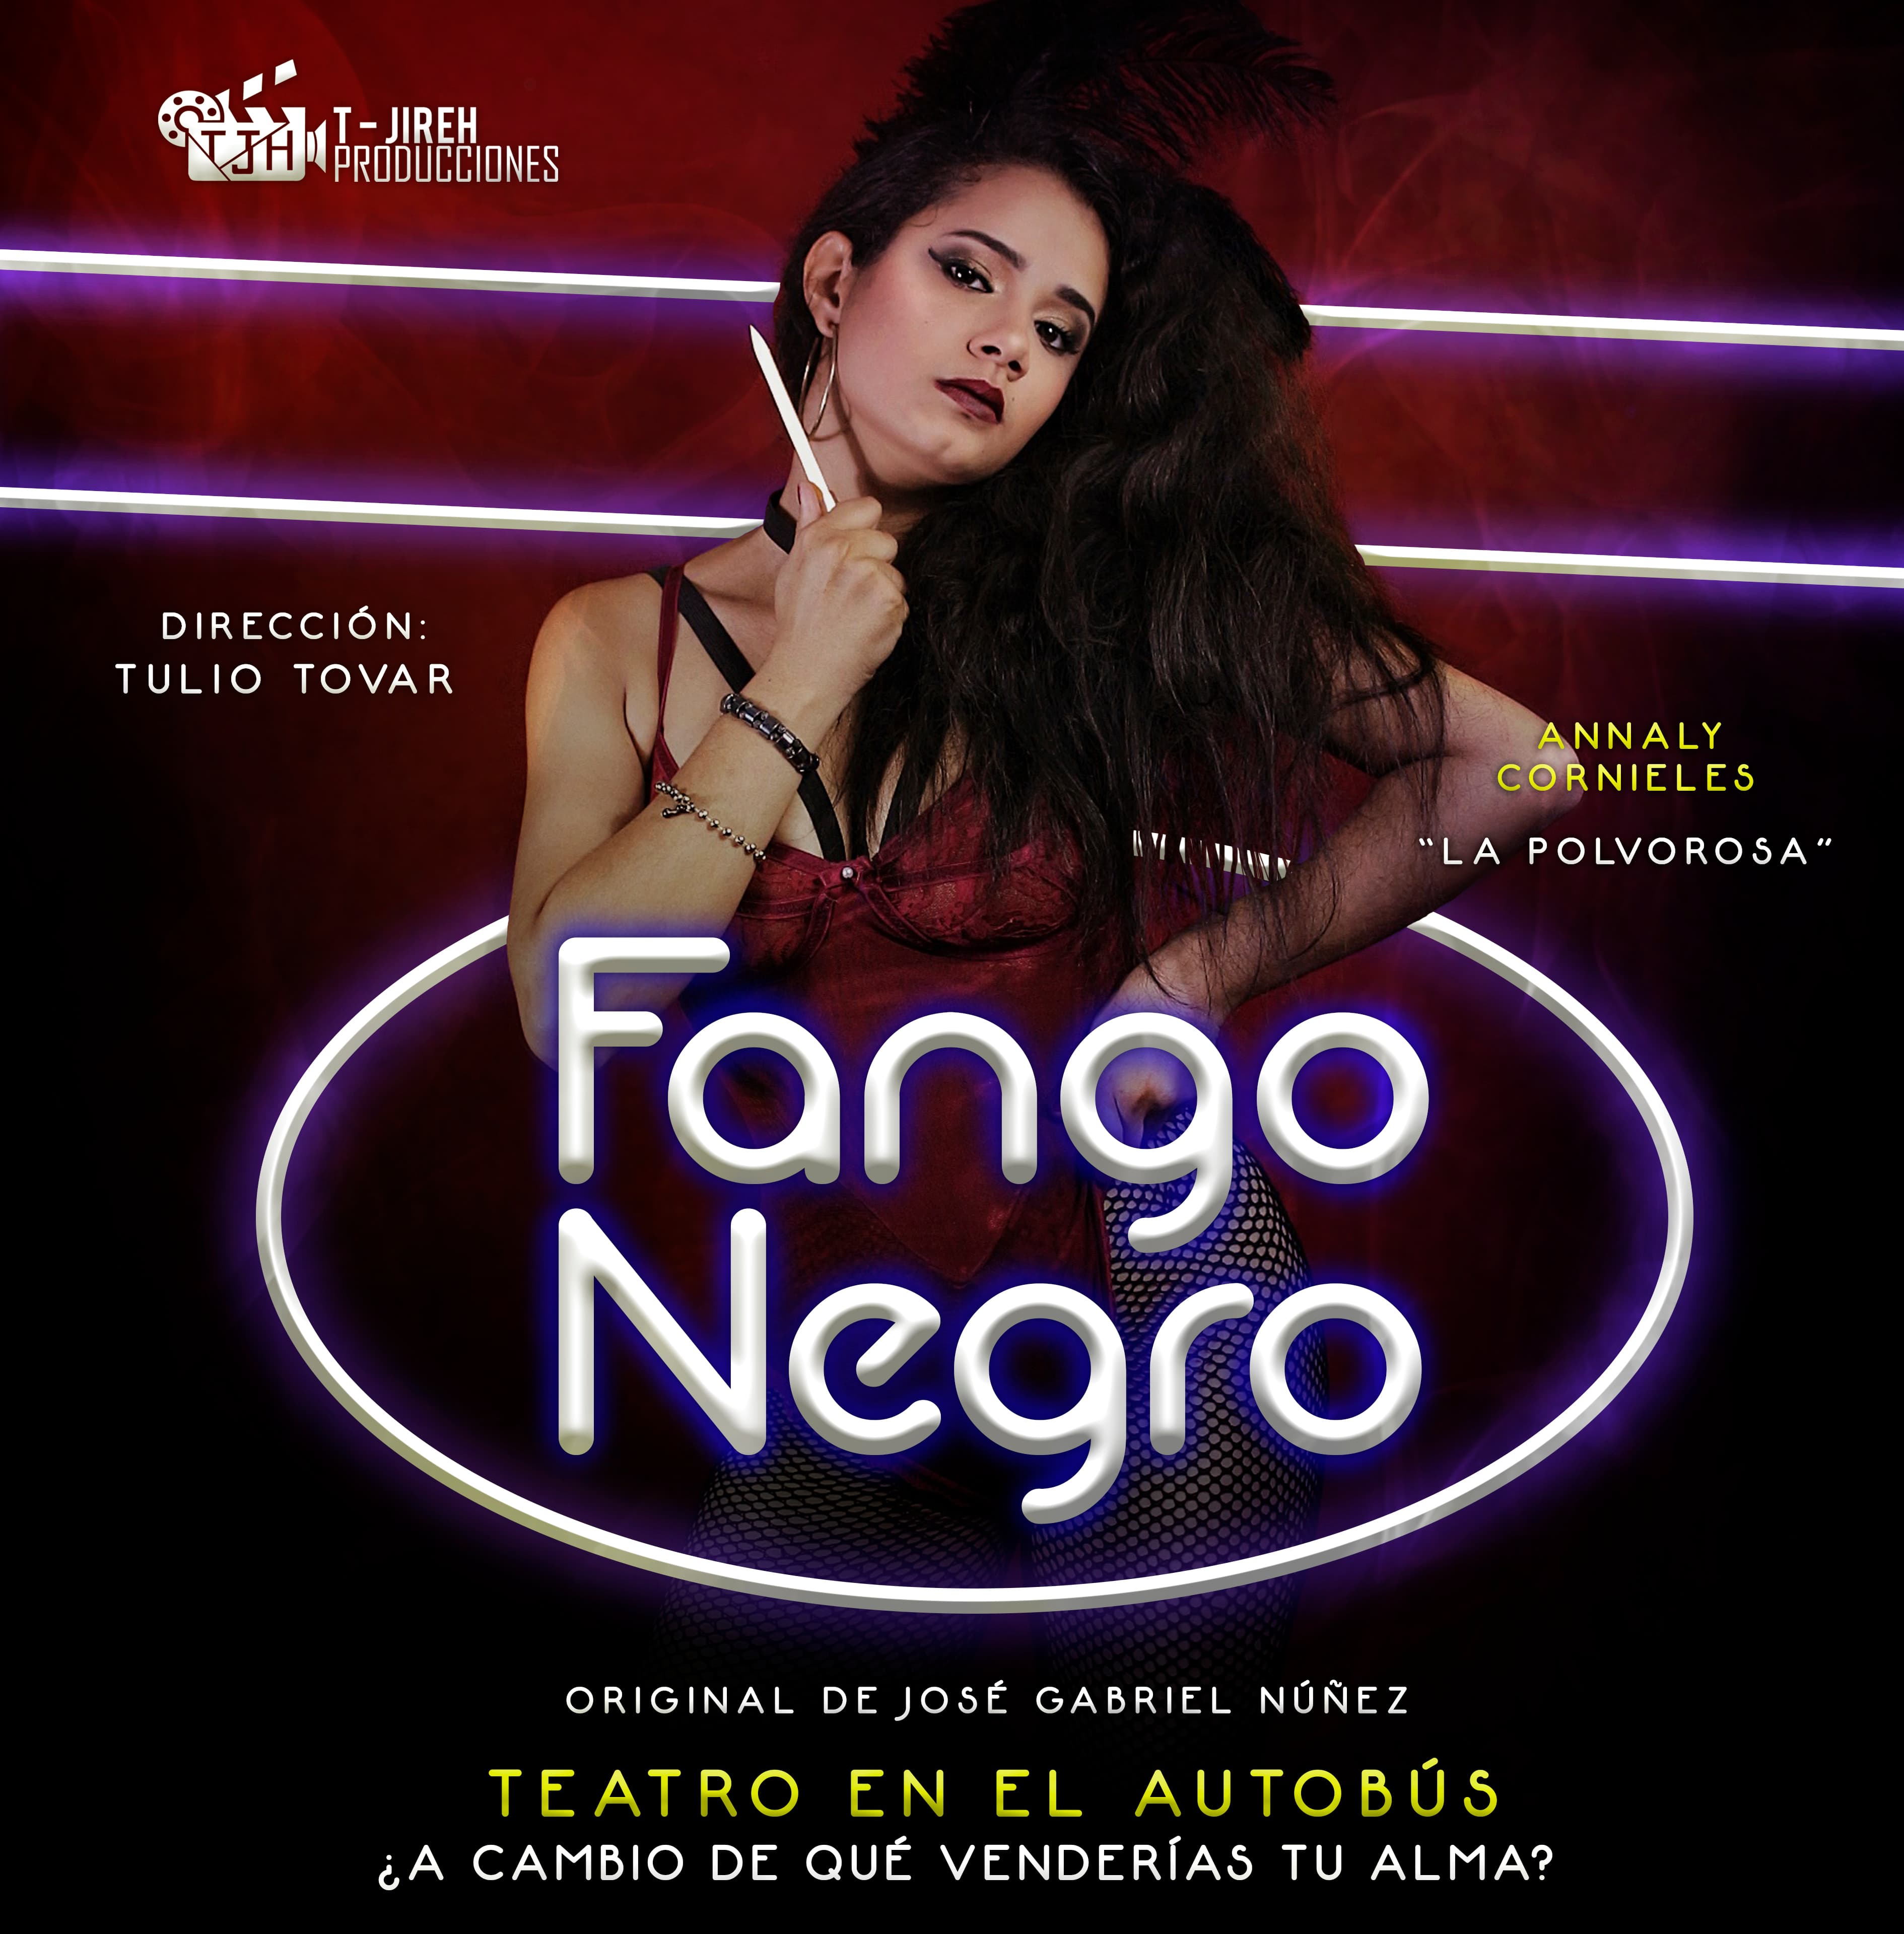 TJH
T-JIREH
PRODUCCIONES
DIRECCIÓN:
TULIO TOVAR
ANNALY
CORNIELES
"LA POLVOROSA"
Fango
Negro
ORIGINAL DE JOSÉ GABRIEL NÚÑEZ
TEATRO EN EL AUTOBÚS
¿A CAMBIO DE QUÉ VENDERÍAS TU ALMA?